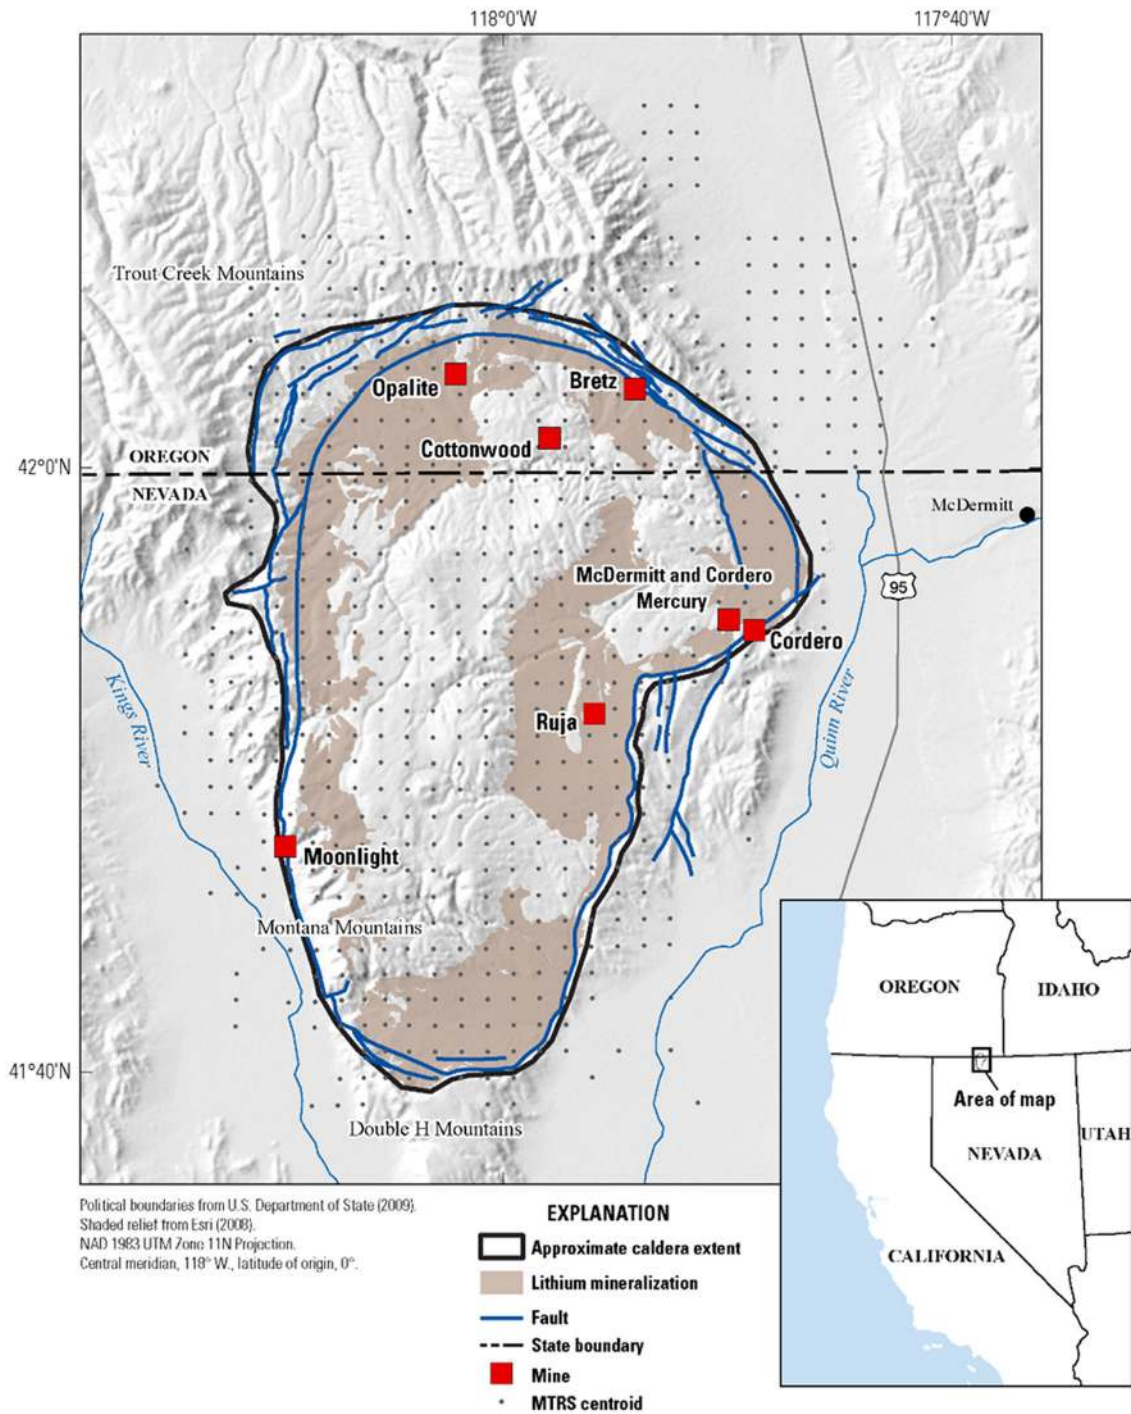 118°0'W
117°40'W
Trout Creek Mountains
Opalite
Bretz
Cottonwood
42°0'N
OREGON
NEVADA
McDermitt
McDermitt and Cordero
Mercury
95
Cordero
Kings River
Quinn River
Ruja
Moonlight
Montana Mountains
41°40'N
Double H Mountains
OREGON
IDAHO
Area of map
NEVADA
UTAH
CALIFORNIA
Political boundaries from U.S. Department of State (2009).
Shaded relief from Esri (2008).
NAD 1983 UTM Zone 11N Projection.
Central meridian, 118° W., latitude of origin, 0°.
EXPLANATION
Approximate caldera extent
Lithium mineralization
Fault
State boundary
Mine
MTRS centroid